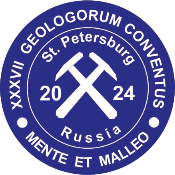 XXXVII GEOLOGORUM CONVENTUS
St. Petersburg
20 24
Russia
MENTE ET MALLEO